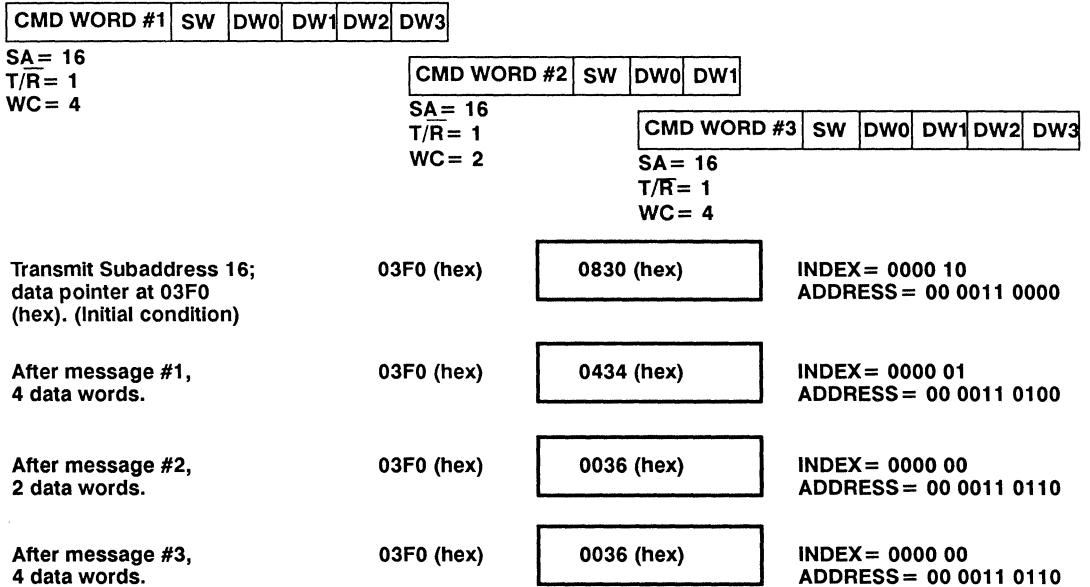 CMD WORD #1 SW DW0 DW1 DW2 DW3
SA = 16
T/R̅ = 1
WC = 4
CMD WORD #2 SW DW0 DW1
SA = 16
T/R̅ = 1
WC = 2
CMD WORD #3 SW DW0 DW1 DW2 DW3
SA = 16
T/R̅ = 1
WC = 4
Transmit Subaddress 16; 03F0 (hex) 0830 (hex) INDEX = 0000 10
data pointer at 03F0 ADDRESS = 00 0011 0000
(hex). (Initial condition)
After message #1, 03F0 (hex) 0434 (hex) INDEX = 0000 01
4 data words. ADDRESS = 00 0011 0100
After message #2, 03F0 (hex) 0036 (hex) INDEX = 0000 00
2 data words. ADDRESS = 00 0011 0110
After message #3, 03F0 (hex) 0036 (hex) INDEX = 0000 00
4 data words. ADDRESS = 00 0011 0110